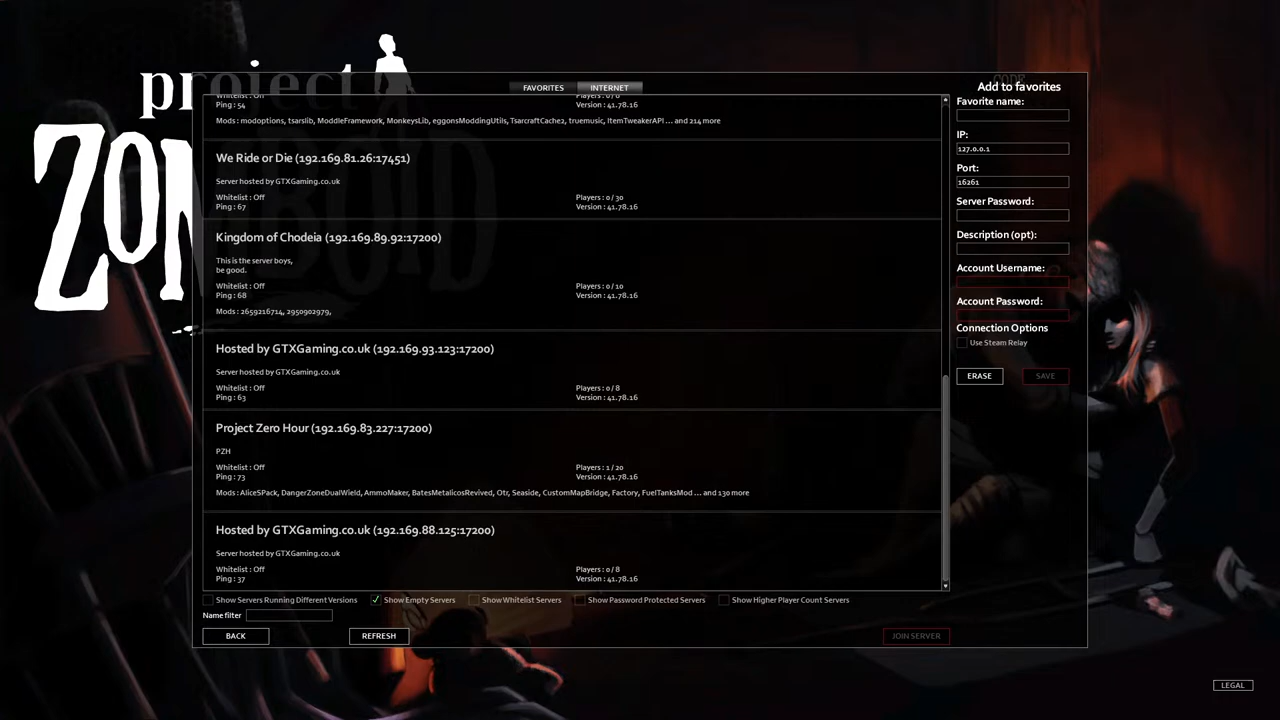 project
ZOMBOID
FAVORITES
INTERNET
Players : 0 / 8
Ping : 54
Version : 41.78.16
Mods : modoptions, tsarslib, ModdleFramework, MonkeysLib, eggonsModdingUtils, TsarcraftCache2, truemusic, ItemTweakerAPI ... and 214 more
We Ride or Die (192.169.81.26:17451)
Server hosted by GTXGaming.co.uk
Whitelist : Off
Players : 0 / 30
Ping : 67
Version : 41.78.16
Kingdom of Chodeia (192.169.89.92:17200)
This is the server boys,
be good.
Whitelist : Off
Players : 0 / 10
Ping : 68
Version : 41.78.16
Mods : 2659216714, 2950902979,
Hosted by GTXGaming.co.uk (192.169.93.123:17200)
Server hosted by GTXGaming.co.uk
Whitelist : Off
Players : 0 / 8
Ping : 63
Version : 41.78.16
Project Zero Hour (192.169.83.227:17200)
PZH
Whitelist : Off
Players : 1 / 20
Ping : 73
Version : 41.78.16
Mods : AliceSPack, DangerZoneDualWield, AmmoMaker, BatesMetalicosRevived, Otr, Seaside, CustomMapBridge, Factory, FuelTanksMod ... and 130 more
Hosted by GTXGaming.co.uk (192.169.88.125:17200)
Server hosted by GTXGaming.co.uk
Whitelist : Off
Players : 0 / 8
Ping : 37
Version : 41.78.16
Show Servers Running Different Versions
Show Empty Servers
Show Whitelist Servers
Show Password Protected Servers
Show Higher Player Count Servers
Name filter
BACK
REFRESH
JOIN SERVER
Add to favorites
Favorite name:
IP:
127.0.0.1
Port:
16261
Server Password:
Description (opt):
Account Username:
Account Password:
Connection Options
Use Steam Relay
ERASE
SAVE
LEGAL